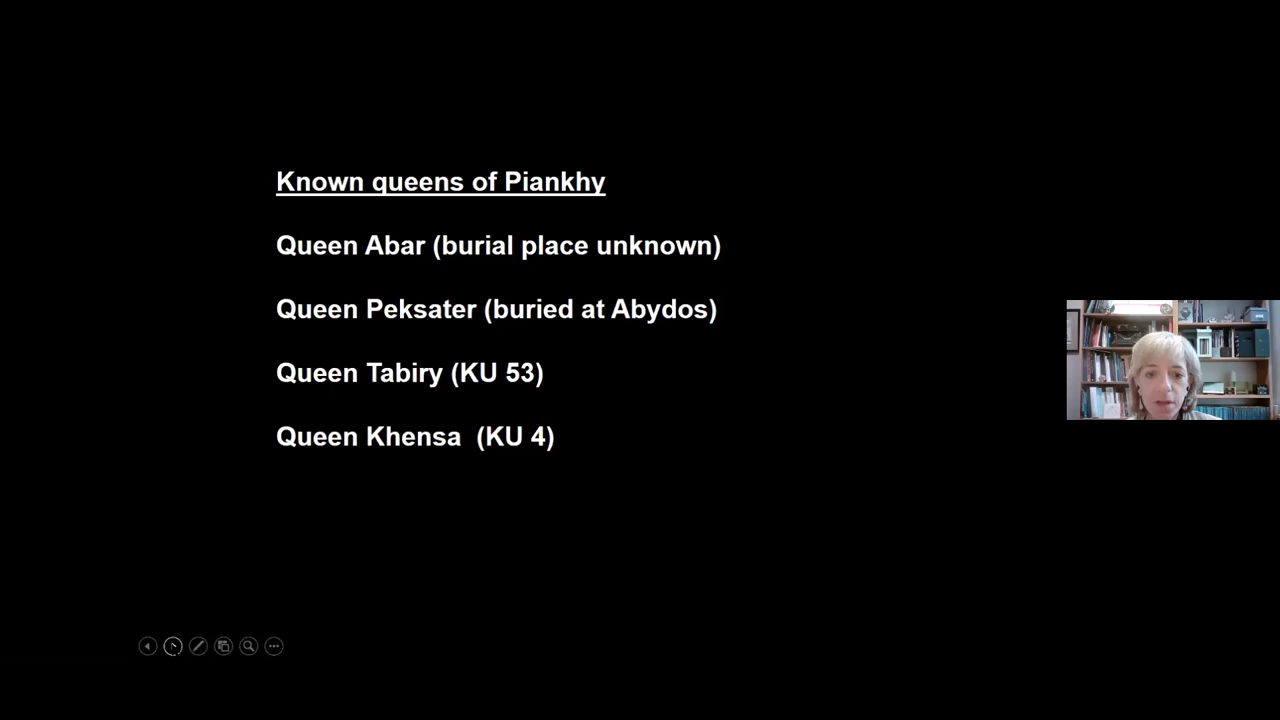 Known queens of Piankhy
Queen Abar (burial place unknown)
Queen Peksater (buried at Abydos)
Queen Tabiry (KU 53)
Queen Khensa (KU 4)